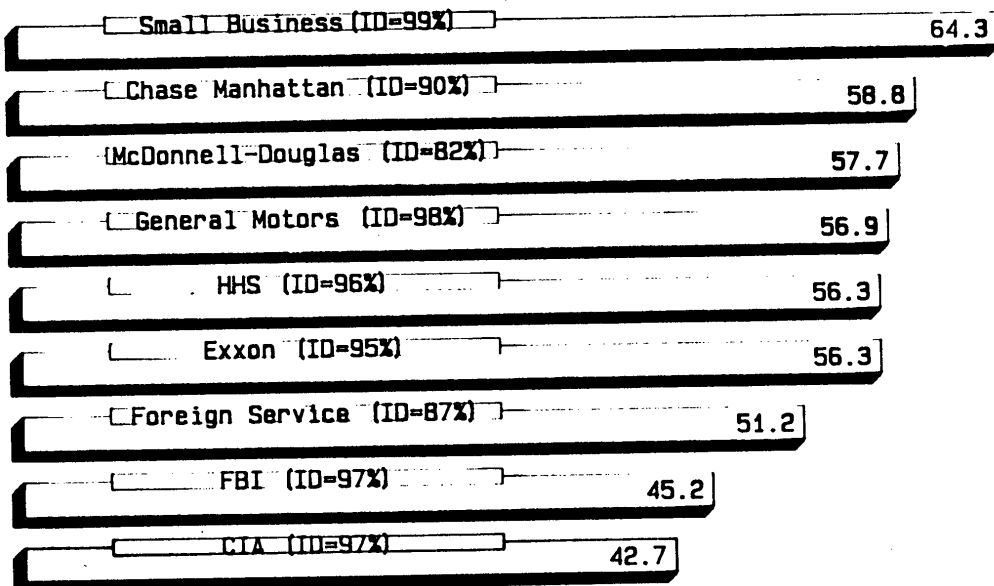 Small Business (ID=99%) 64.3
Chase Manhattan (ID=90%) 58.8
McDonnell-Douglas (ID=82%) 57.7
General Motors (ID=98%) 56.9
HHS (ID=96%) 56.3
Exxon (ID=95%) 56.3
Foreign Service (ID=87%) 51.2
FBI (ID=97%) 45.2
CIA (ID=97%) 42.7